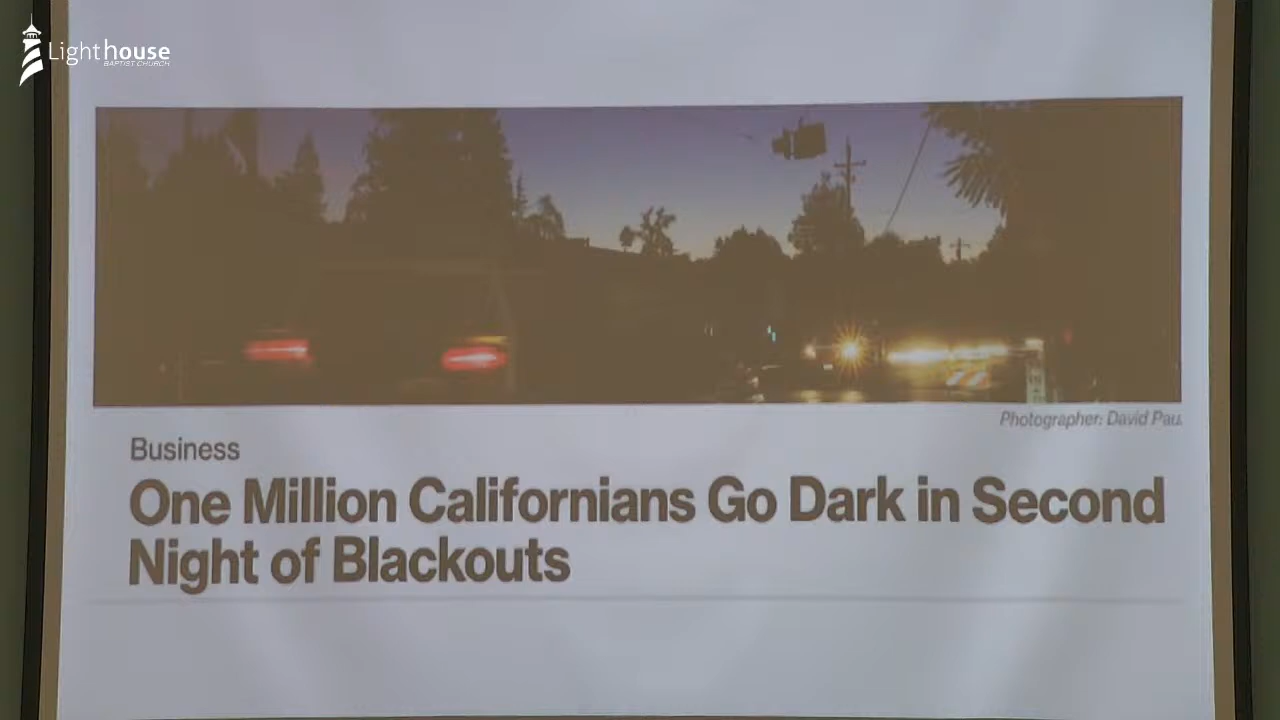 Lighthouse
BAPTIST CHURCH
Photographer: David Pau
Business
One Million Californians Go Dark in Second
Night of Blackouts